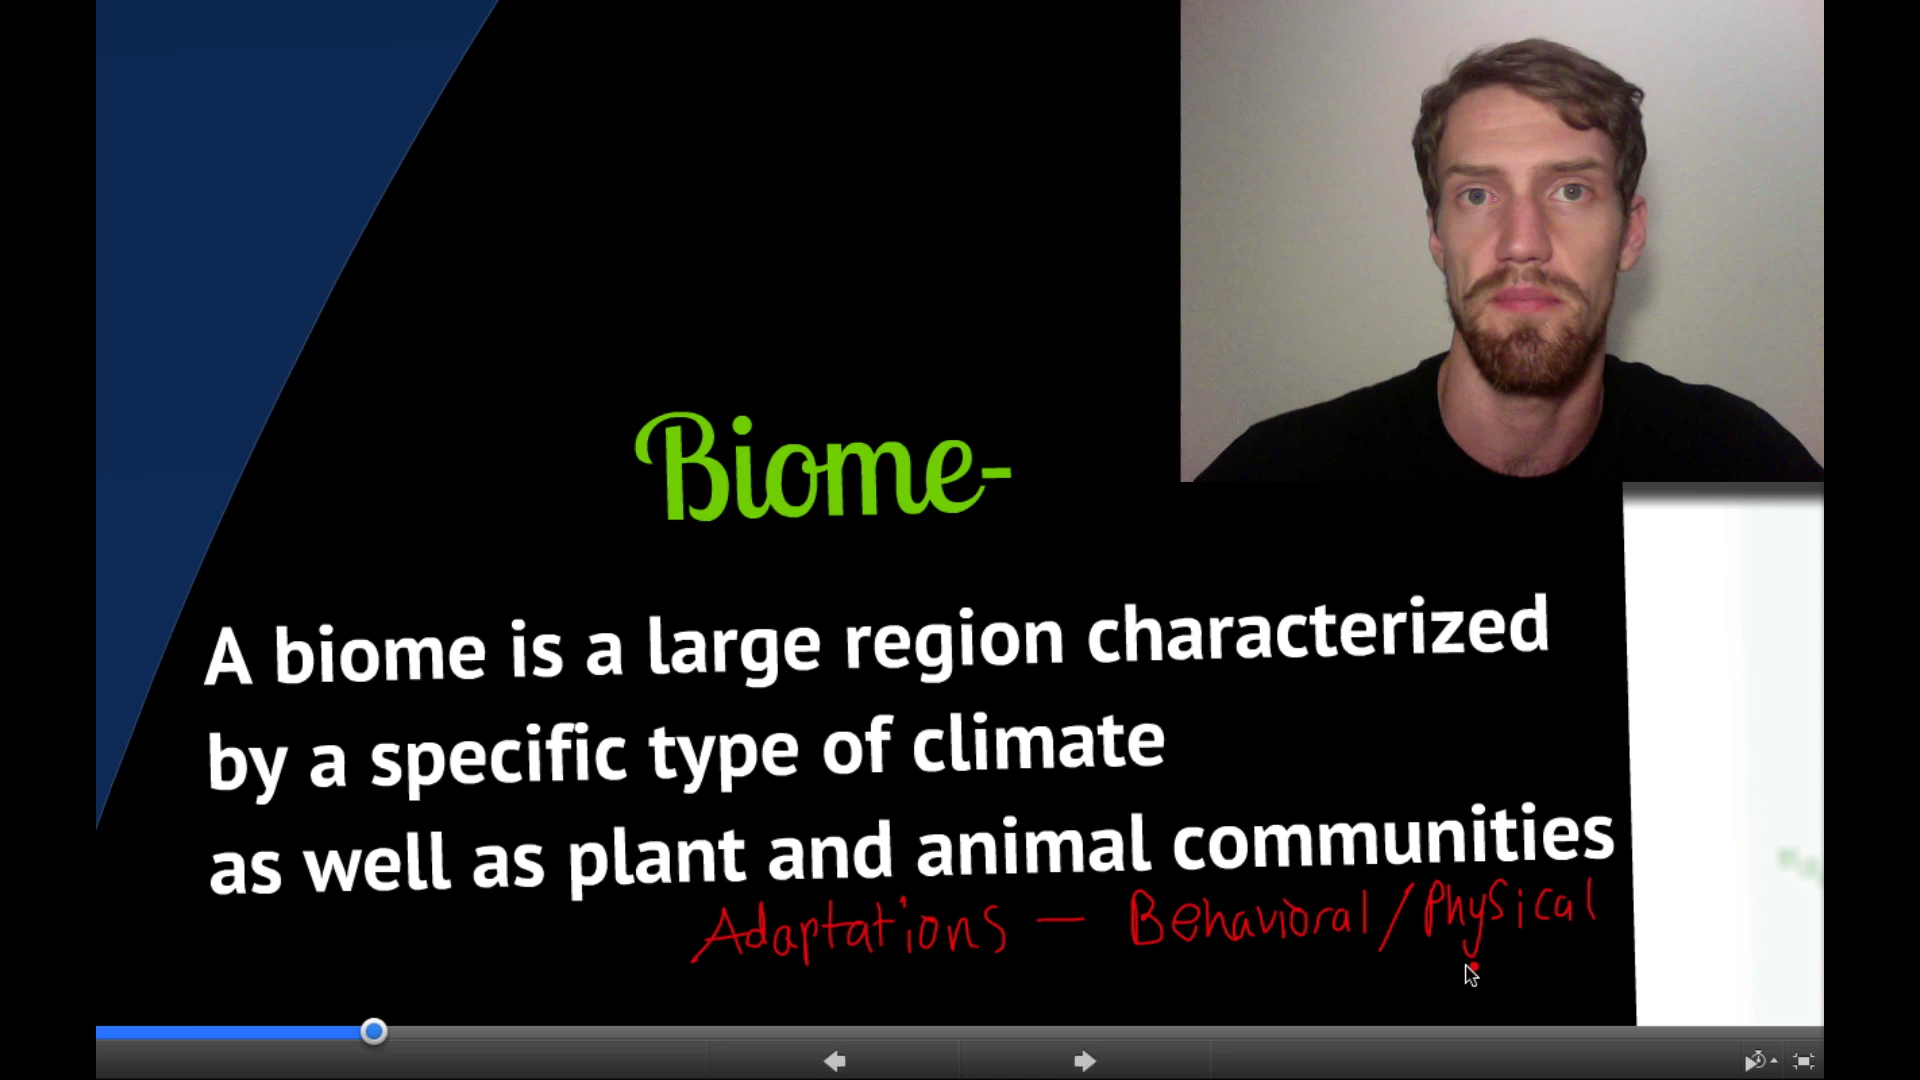 Biome-
A biome is a large region characterized
by a specific type of climate
as well as plant and animal communities
Adaptations — Behavioral/Physical